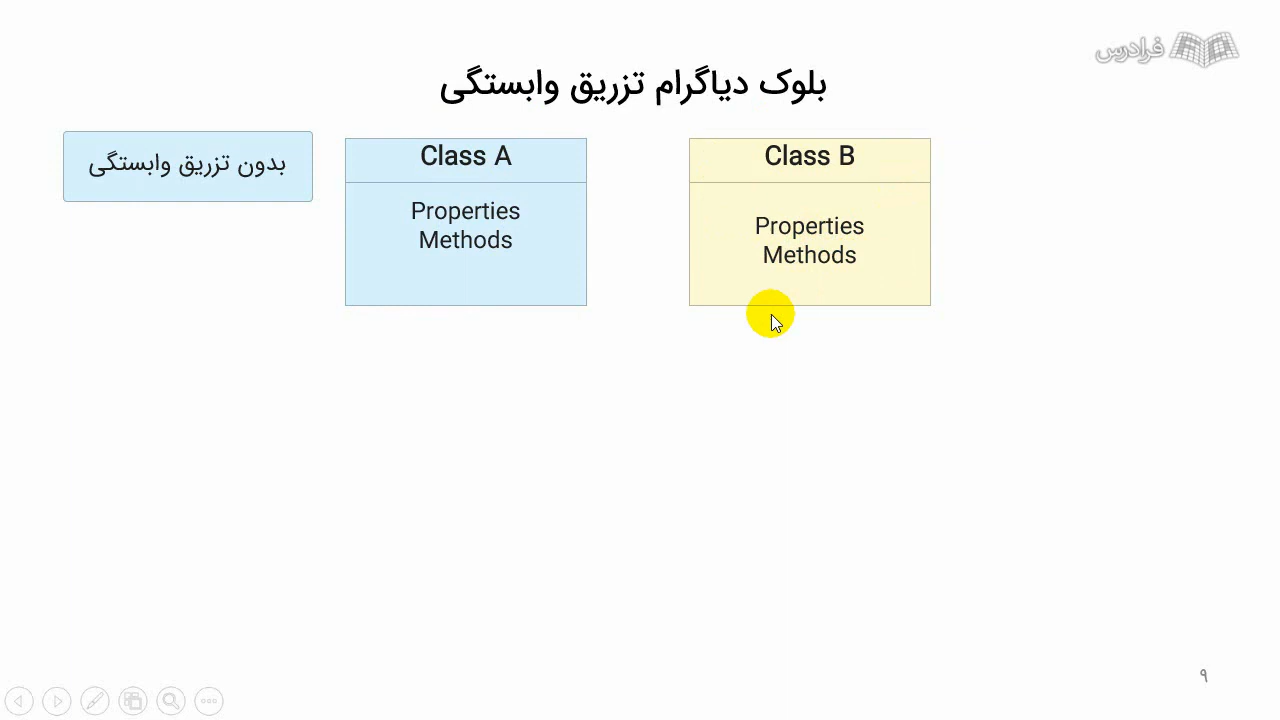 فرادرس
بلوک دیاگرام تزریق وابستگی
بدون تزریق وابستگی
Class A
Properties
Methods
Class B
Properties
Methods
۹